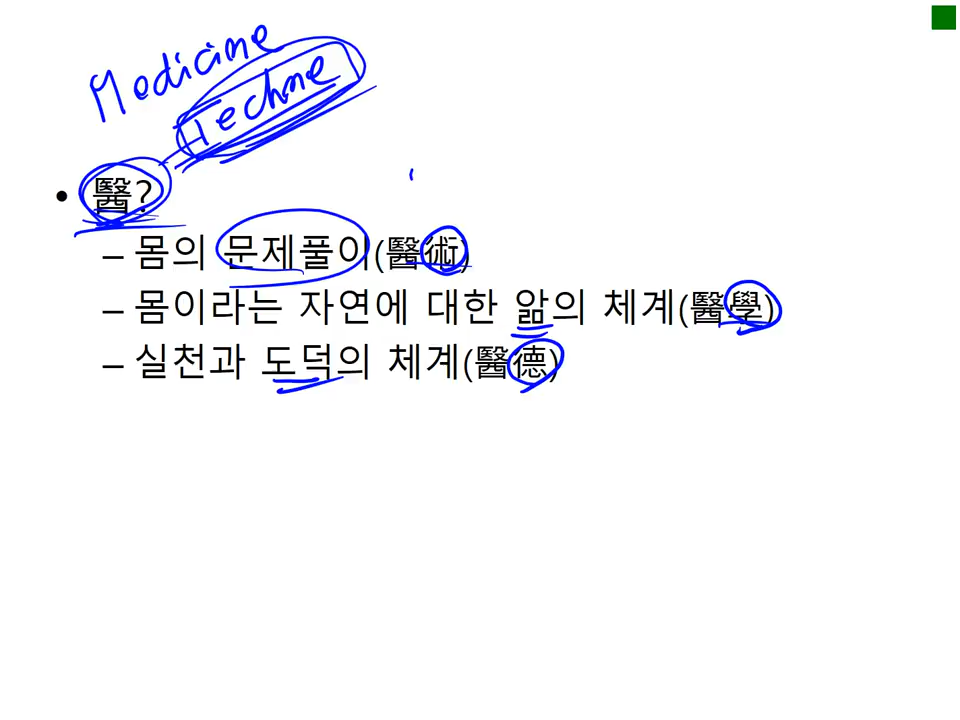 Medicine
Techne
• 醫?
– 몸의 문제풀이(醫術)
– 몸이라는 자연에 대한 앎의 체계(醫學)
– 실천과 도덕의 체계(醫德)